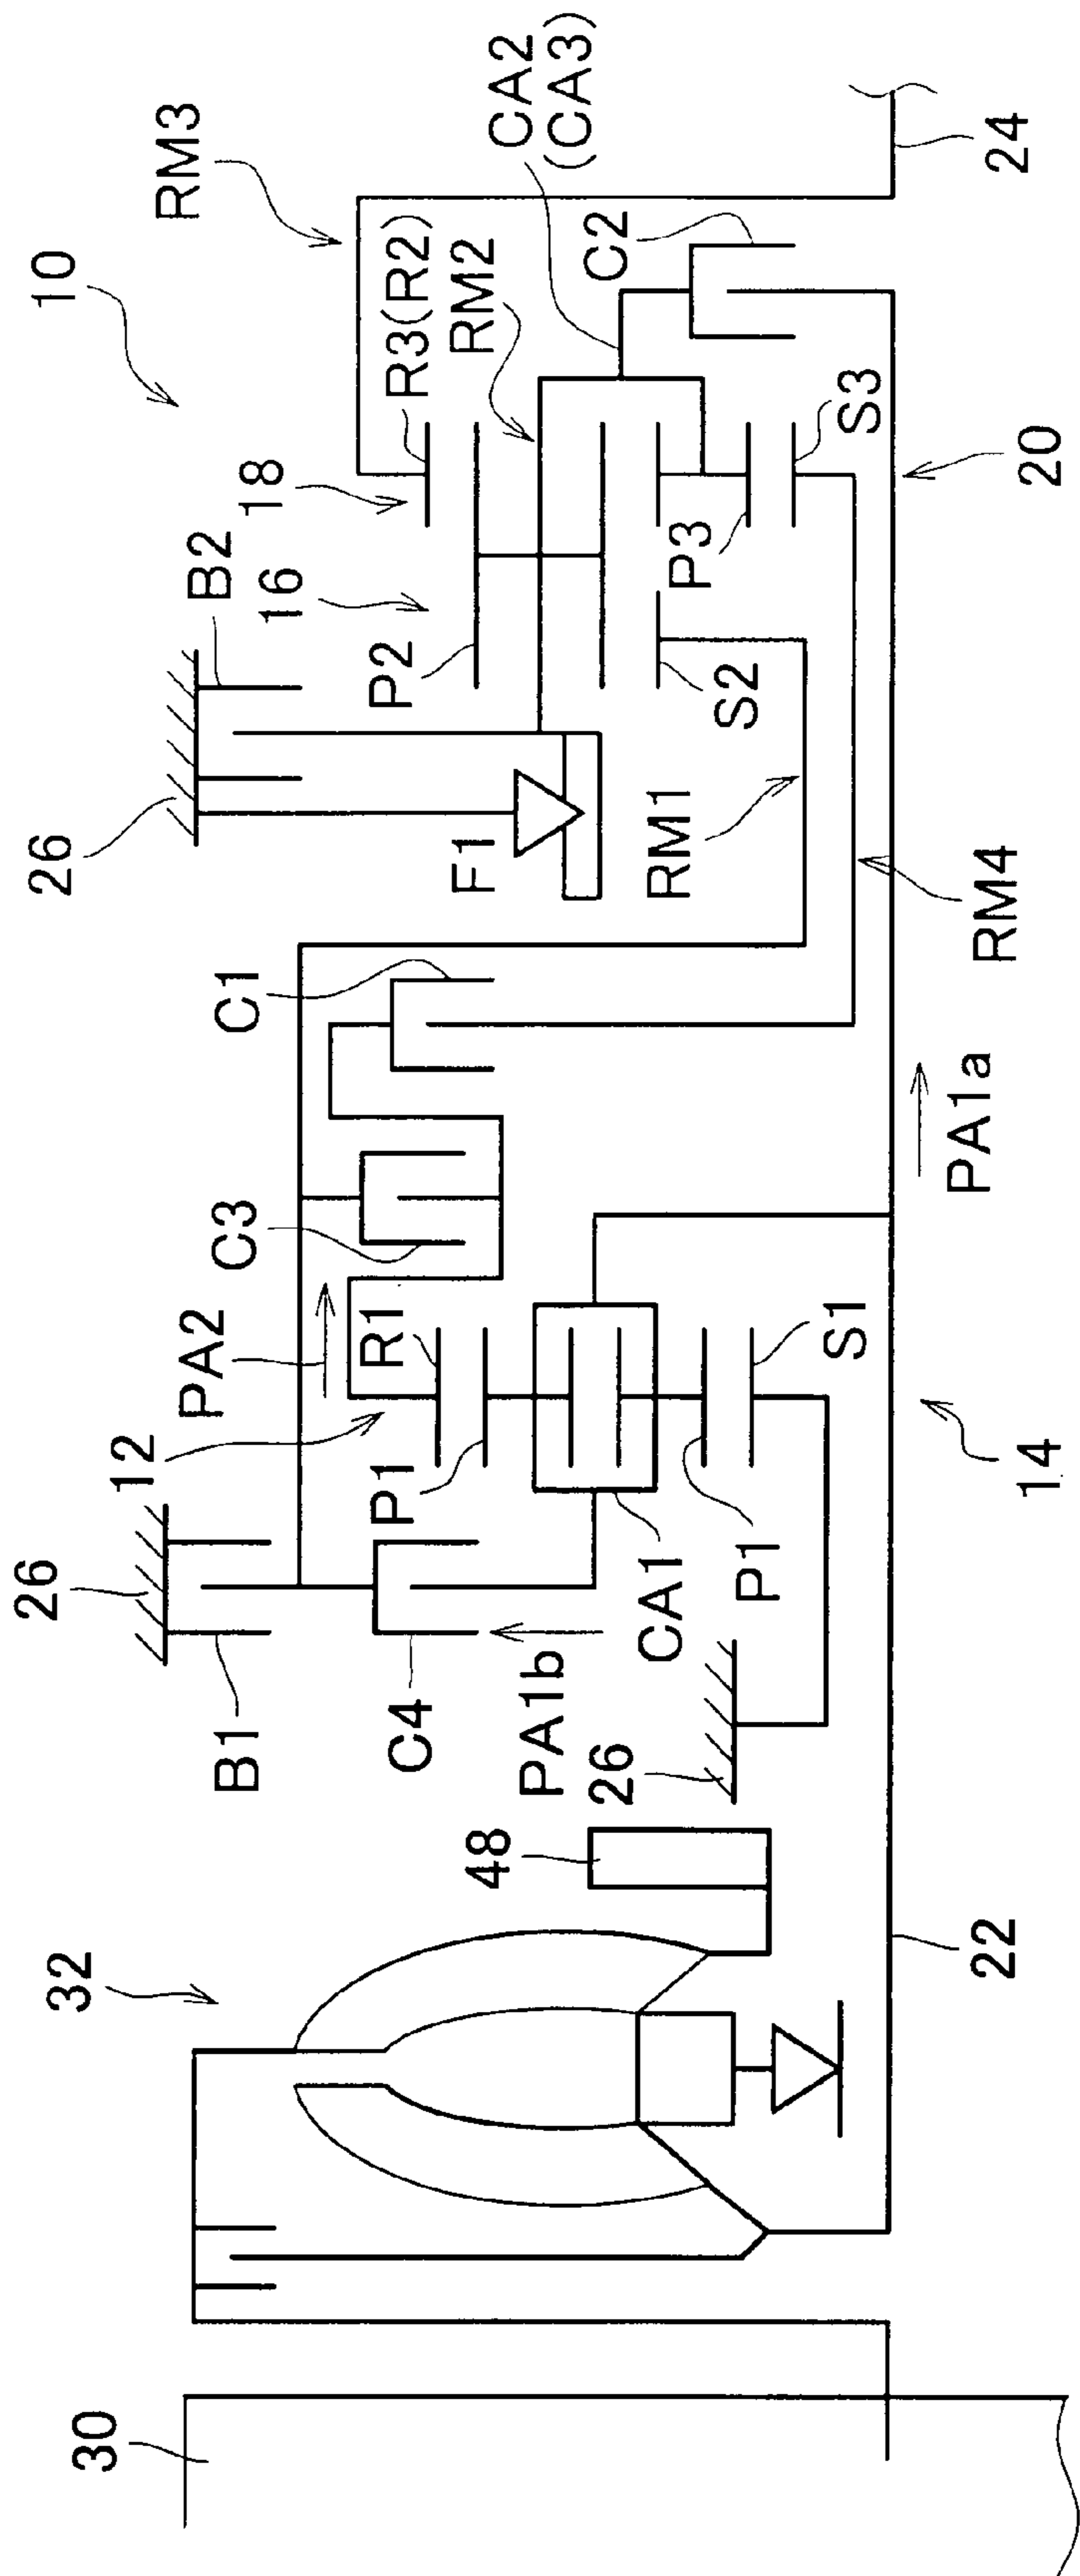 10
RM3
CA2
(CA3)
R3(R2)
RM2
C2
24
18
B2
16
P2
26
F1
S2
P3
S3
20
RM1
RM4
C1
C3
PA2
R1
12
P1
PA1a
S1
14
26
B1
C4
PA1b
CA1
P1
26
48
22
32
30